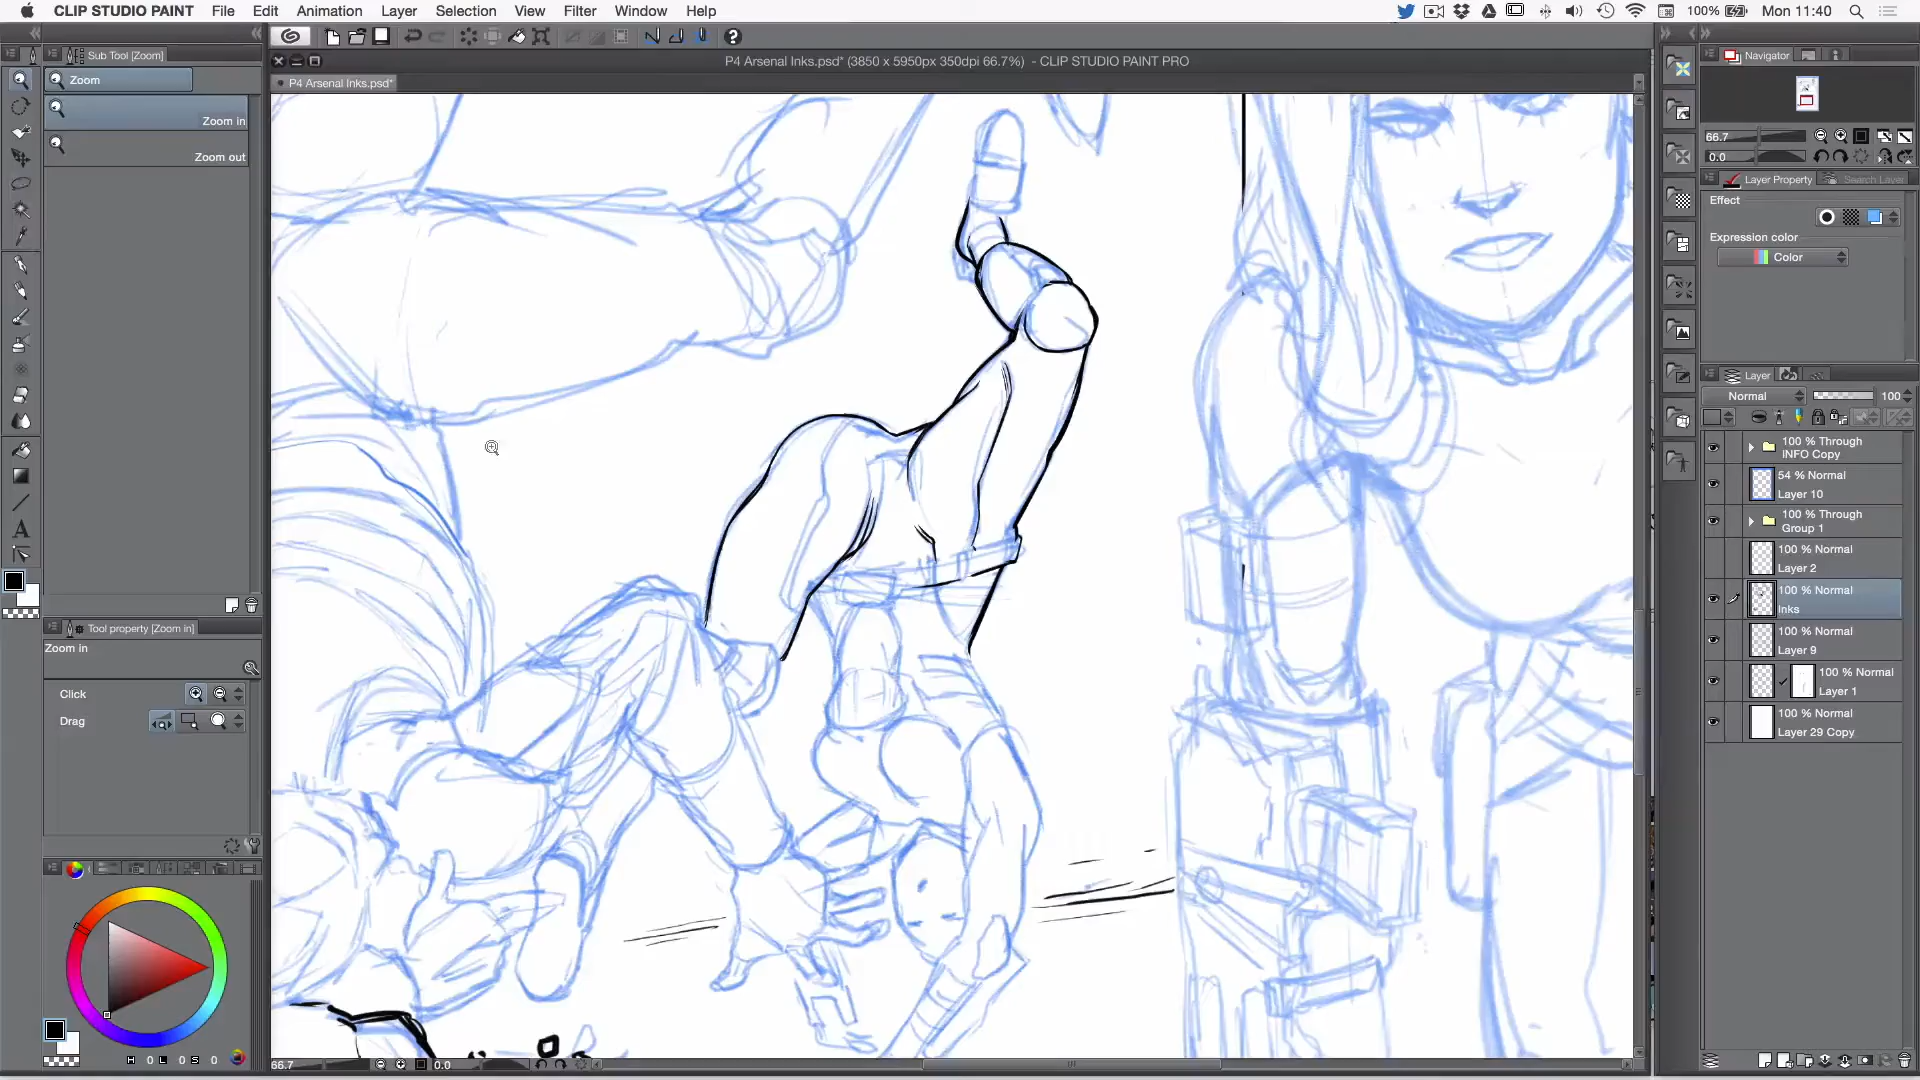 CLIP STUDIO PAINT File Edit Animation Layer Selection View Filter Window Help 100% Mon 11:40
Sub Tool [Zoom]
Zoom
Zoom in
Zoom out
P4 Arsenal Inks.psd* (3850 x 5950px 350dpi 66.7%) - CLIP STUDIO PAINT PRO
P4 Arsenal Inks.psd*
Tool property [Zoom in]
Zoom in
Click
Drag
H 0 L 0 S 0
66.7 0.0
Navigator
66.7
0.0
Layer Property Search Layer
Effect
Expression color
Color
Layer
Normal 100
100 % Through
INFO Copy
54 % Normal
Layer 10
100 % Through
Group 1
100 % Normal
Layer 2
100 % Normal
Inks
100 % Normal
Layer 9
100 % Normal
Layer 1
100 % Normal
Layer 29 Copy